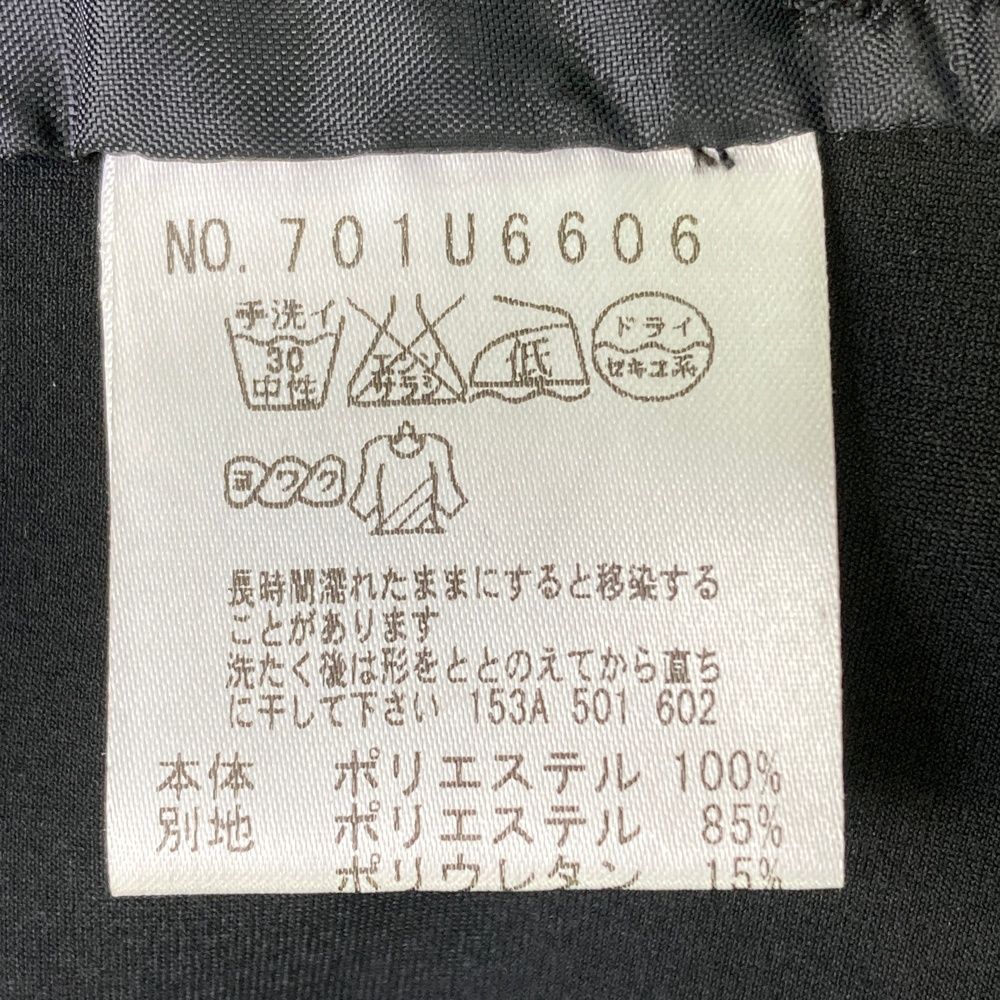 NO. 701U6606
手洗イ
30
中性
エンソ
サラシ
低
ドライ
セキユ系
ヨワク
長時間濡れたままにすると移染する
ことがあります
洗たく後は形をととのえてから直ち
に干して下さい 153A 501 602
本体 ポリエステル 100%
別地 ポリエステル 85%
ポリウレタン 15%